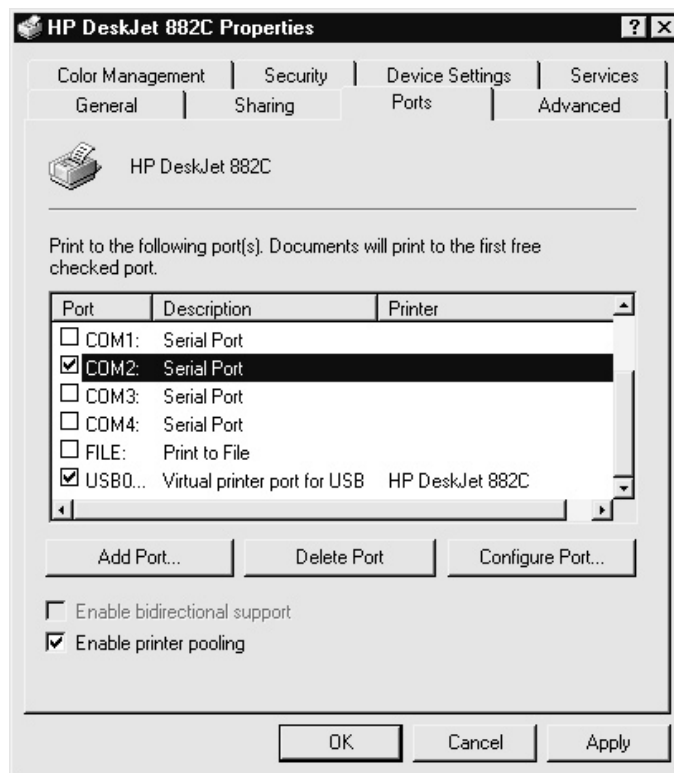 HP DeskJet 882C Properties
Color Management Security Device Settings Services
General Sharing Ports Advanced
HP DeskJet 882C
Print to the following port(s). Documents will print to the first free
checked port.
Port Description Printer
COM1: Serial Port
COM2: Serial Port
COM3: Serial Port
COM4: Serial Port
FILE: Print to File
USB0... Virtual printer port for USB HP DeskJet 882C
Add Port... Delete Port Configure Port...
Enable bidirectional support
Enable printer pooling
OK Cancel Apply